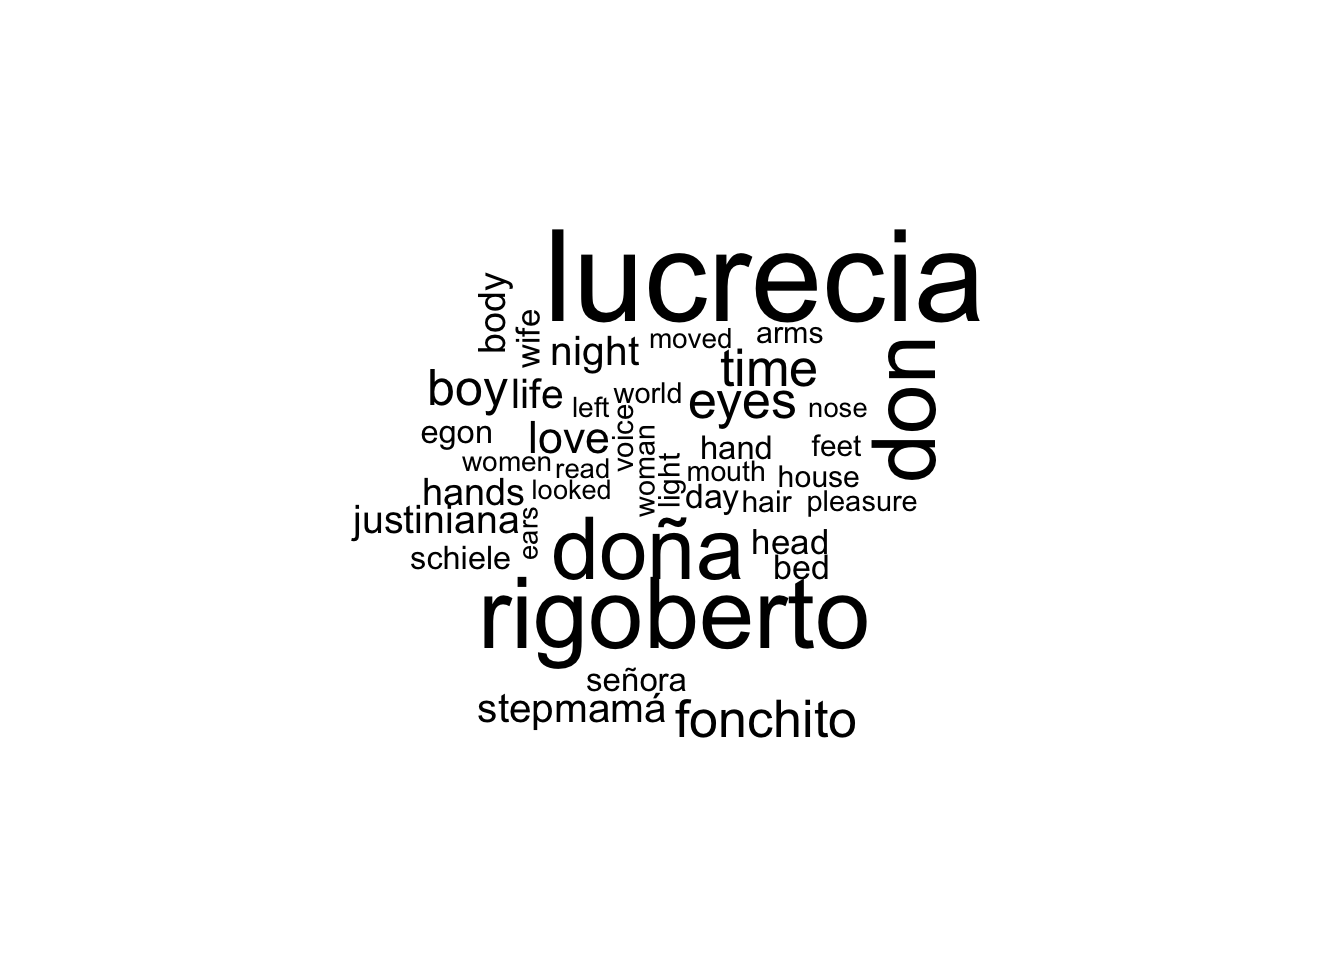 lucrecia
body
wife
night
moved
arms
time
don
boy
life
left
world
eyes
nose
egon
love
voice
woman
hand
feet
women
read
light
mouth
house
hands
looked
day
hair
pleasure
justiniana
ears
doña
head
schiele
bed
rigoberto
señora
stepmamá
fonchito